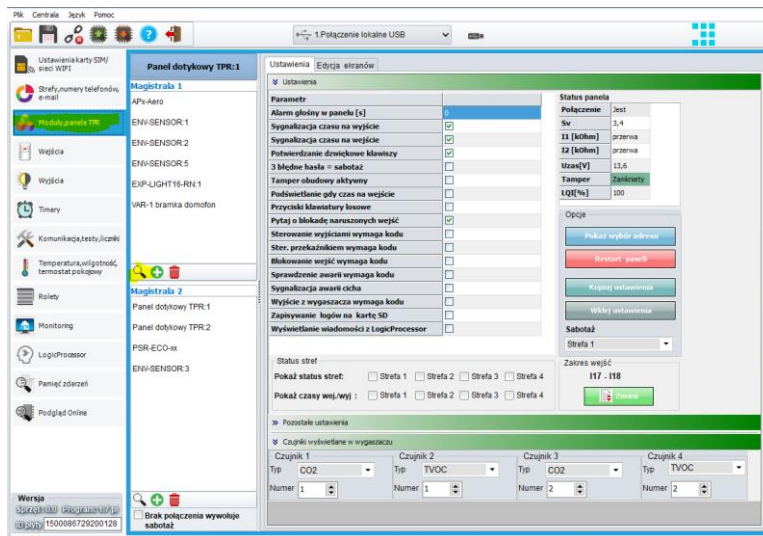 Plik Centrala Język Pomoc
1.Połączenie lokalne USB
Ustawienia karty SIM/
sieci WIFI
Strefy,numery telefonów,
e-mail
Moduły,panele TPR
Wejścia
Wyjścia
Timery
Komunikacja,testy,liczniki
Temperatura,wilgotność,
termostat pokojowy
Rolety
Monitoring
LogicProcessor
Pamięć zdarzeń
Podgląd Online
Wersja
ID płyty 1500086729200128
Panel dotykowy TPR:1
Magistrala 1
APx-Aero
ENV-SENSOR:1
ENV-SENSOR:2
ENV-SENSOR:5
EXP-LIGHT16-RN:1
VAR-1 bramka domofon
Magistrala 2
Panel dotykowy TPR:1
Panel dotykowy TPR:2
PSR-ECO-xx
ENV-SENSOR:3
Brak połączenia wywołuje
sabotaż
Ustawienia Edycja ekranów
Ustawienia
Parametr
Alarm głośny w panelu [s] 0
Sygnalizacja czasu na wyjście
Sygnalizacja czasu na wejście
Potwierdzanie dzwiękowe klawiszy
3 błędne hasła = sabotaż
Tamper obudowy aktywny
Podświetlanie gdy czas na wejście
Przyciski klawiatury losowe
Pytaj o blokadę naruszonych wejść
Sterowanie wyjściami wymaga kodu
Ster. przekaźnikiem wymaga kodu
Blokowanie wejść wymaga kodu
Sprawdzenie awarii wymaga kodu
Sygnalizacja awarii cicha
Wyjście z wygaszacza wymaga kodu
Zapisywanie logów na kartę SD
Wyświetlanie wiadomości z LogicProcessor
Status panela
Połączenie Jest
Sv 3,4
I1 [kOhm] przerwa
I2 [kOhm] przerwa
Uzas[V] 13,6
Tamper Zamknięty
LQI[%] 100
Opcje
Pokaż wybór adresu
Restart paneli
Kopiuj ustawienia
Wklej ustawienia
Sabotaż
Strefa 1
Zakres wejść
I17 - I18
Zmień
Status stref
Pokaż status stref: Strefa 1 Strefa 2 Strefa 3 Strefa 4
Pokaż czasy wej./wyj : Strefa 1 Strefa 2 Strefa 3 Strefa 4
Pozostałe ustawienia
Czujniki wyświetlane w wygaszaczu
Czujnik 1 Czujnik 2 Czujnik 3 Czujnik 4
Typ CO2 Typ TVOC Typ CO2 Typ TVOC
Numer 1 Numer 1 Numer 2 Numer 2